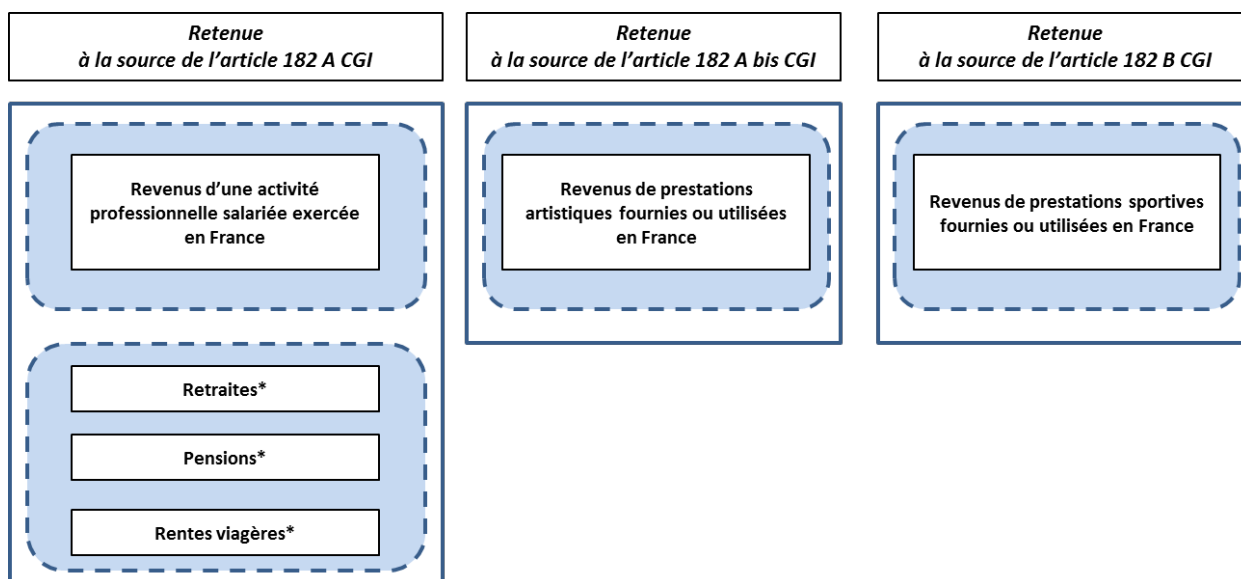 Retenue
à la source de l'article 182 A CGI
Retenue
à la source de l'article 182 A bis CGI
Retenue
à la source de l'article 182 B CGI
Revenus d'une activité
professionnelle salariée exercée
en France
Revenus de prestations
artistiques fournies ou utilisées
en France
Revenus de prestations sportives
fournies ou utilisées en France
Retraites*
Pensions*
Rentes viagères*